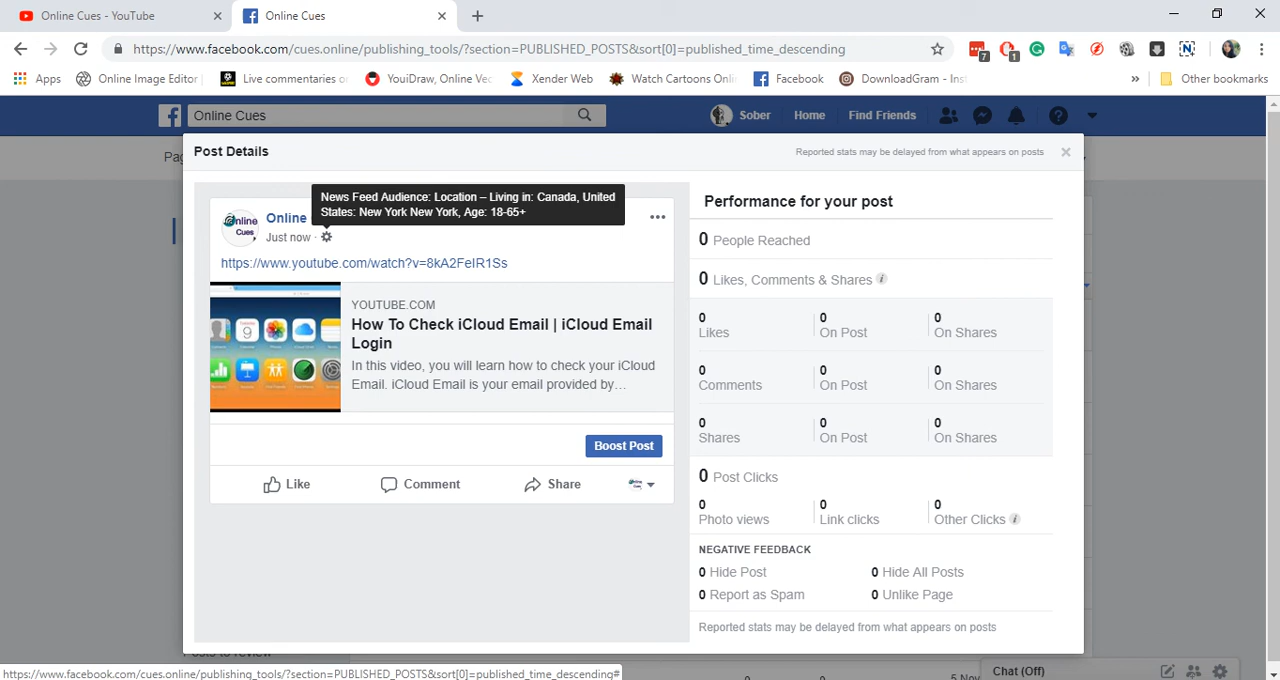 Online Cues - YouTube
Online Cues
https://www.facebook.com/cues.online/publishing_tools/?section=PUBLISHED_POSTS&sort[0]=published_time_descending
7
1
Apps
Online Image Editor
Live commentaries o
YouiDraw, Online Vec
Xender Web
Watch Cartoons Onli
Facebook
DownloadGram - Inst
»
Other bookmarks
Online Cues
Sober
Home
Find Friends
Post Details
Reported stats may be delayed from what appears on posts
News Feed Audience: Location – Living in: Canada, United
States: New York New York, Age: 18-65+
Online
Just now ·
https://www.youtube.com/watch?v=8kA2FeIR1Ss
YOUTUBE.COM
How To Check iCloud Email | iCloud Email
Login
In this video, you will learn how to check your iCloud
Email. iCloud Email is your email provided by…
Boost Post
Like
Comment
Share
Performance for your post
0 People Reached
0 Likes, Comments & Shares
0 0 0
Likes On Post On Shares
0 0 0
Comments On Post On Shares
0 0 0
Shares On Post On Shares
0 Post Clicks
0 0 0
Photo views Link clicks Other Clicks
NEGATIVE FEEDBACK
0 Hide Post 0 Hide All Posts
0 Report as Spam 0 Unlike Page
Reported stats may be delayed from what appears on posts
https://www.facebook.com/cues.online/publishing_tools/?section=PUBLISHED_POSTS&sort[0]=published_time_descending#
5 Nov
Chat (Off)